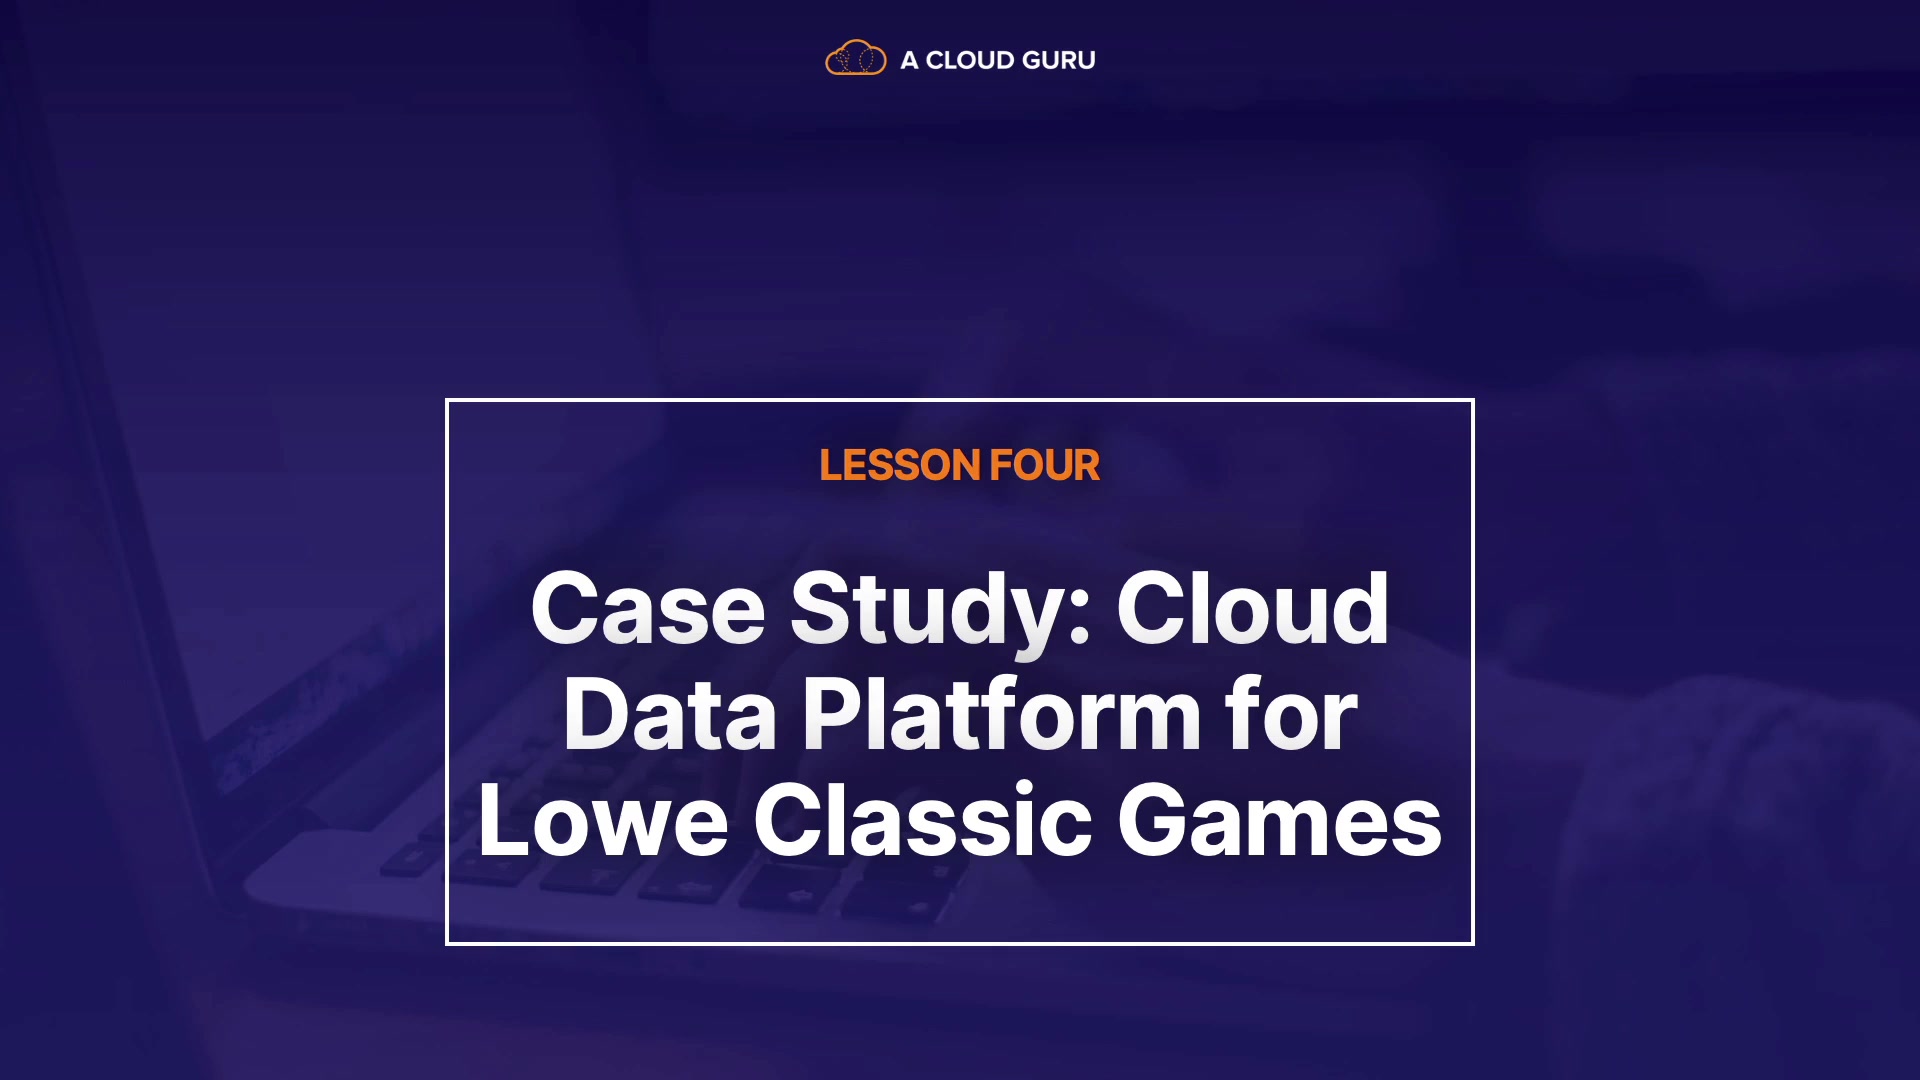 A CLOUD GURU
LESSON FOUR
Case Study: Cloud
Data Platform for
Lowe Classic Games